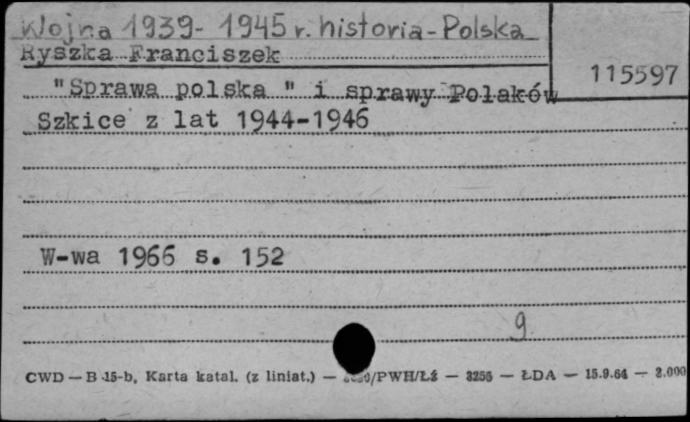 Wojna 1939-1945 r. historia-Polska
Ryszka Franciszek
115597
"Sprawa polska " i sprawy Polaków
Szkice z lat 1944-1946
W-wa 1966 s. 152
9
CWD — B 15-b, Karta katal. (z liniat.) — /PWH/Łź — 3256 — ŁDA — 15.9.64 — 2.000